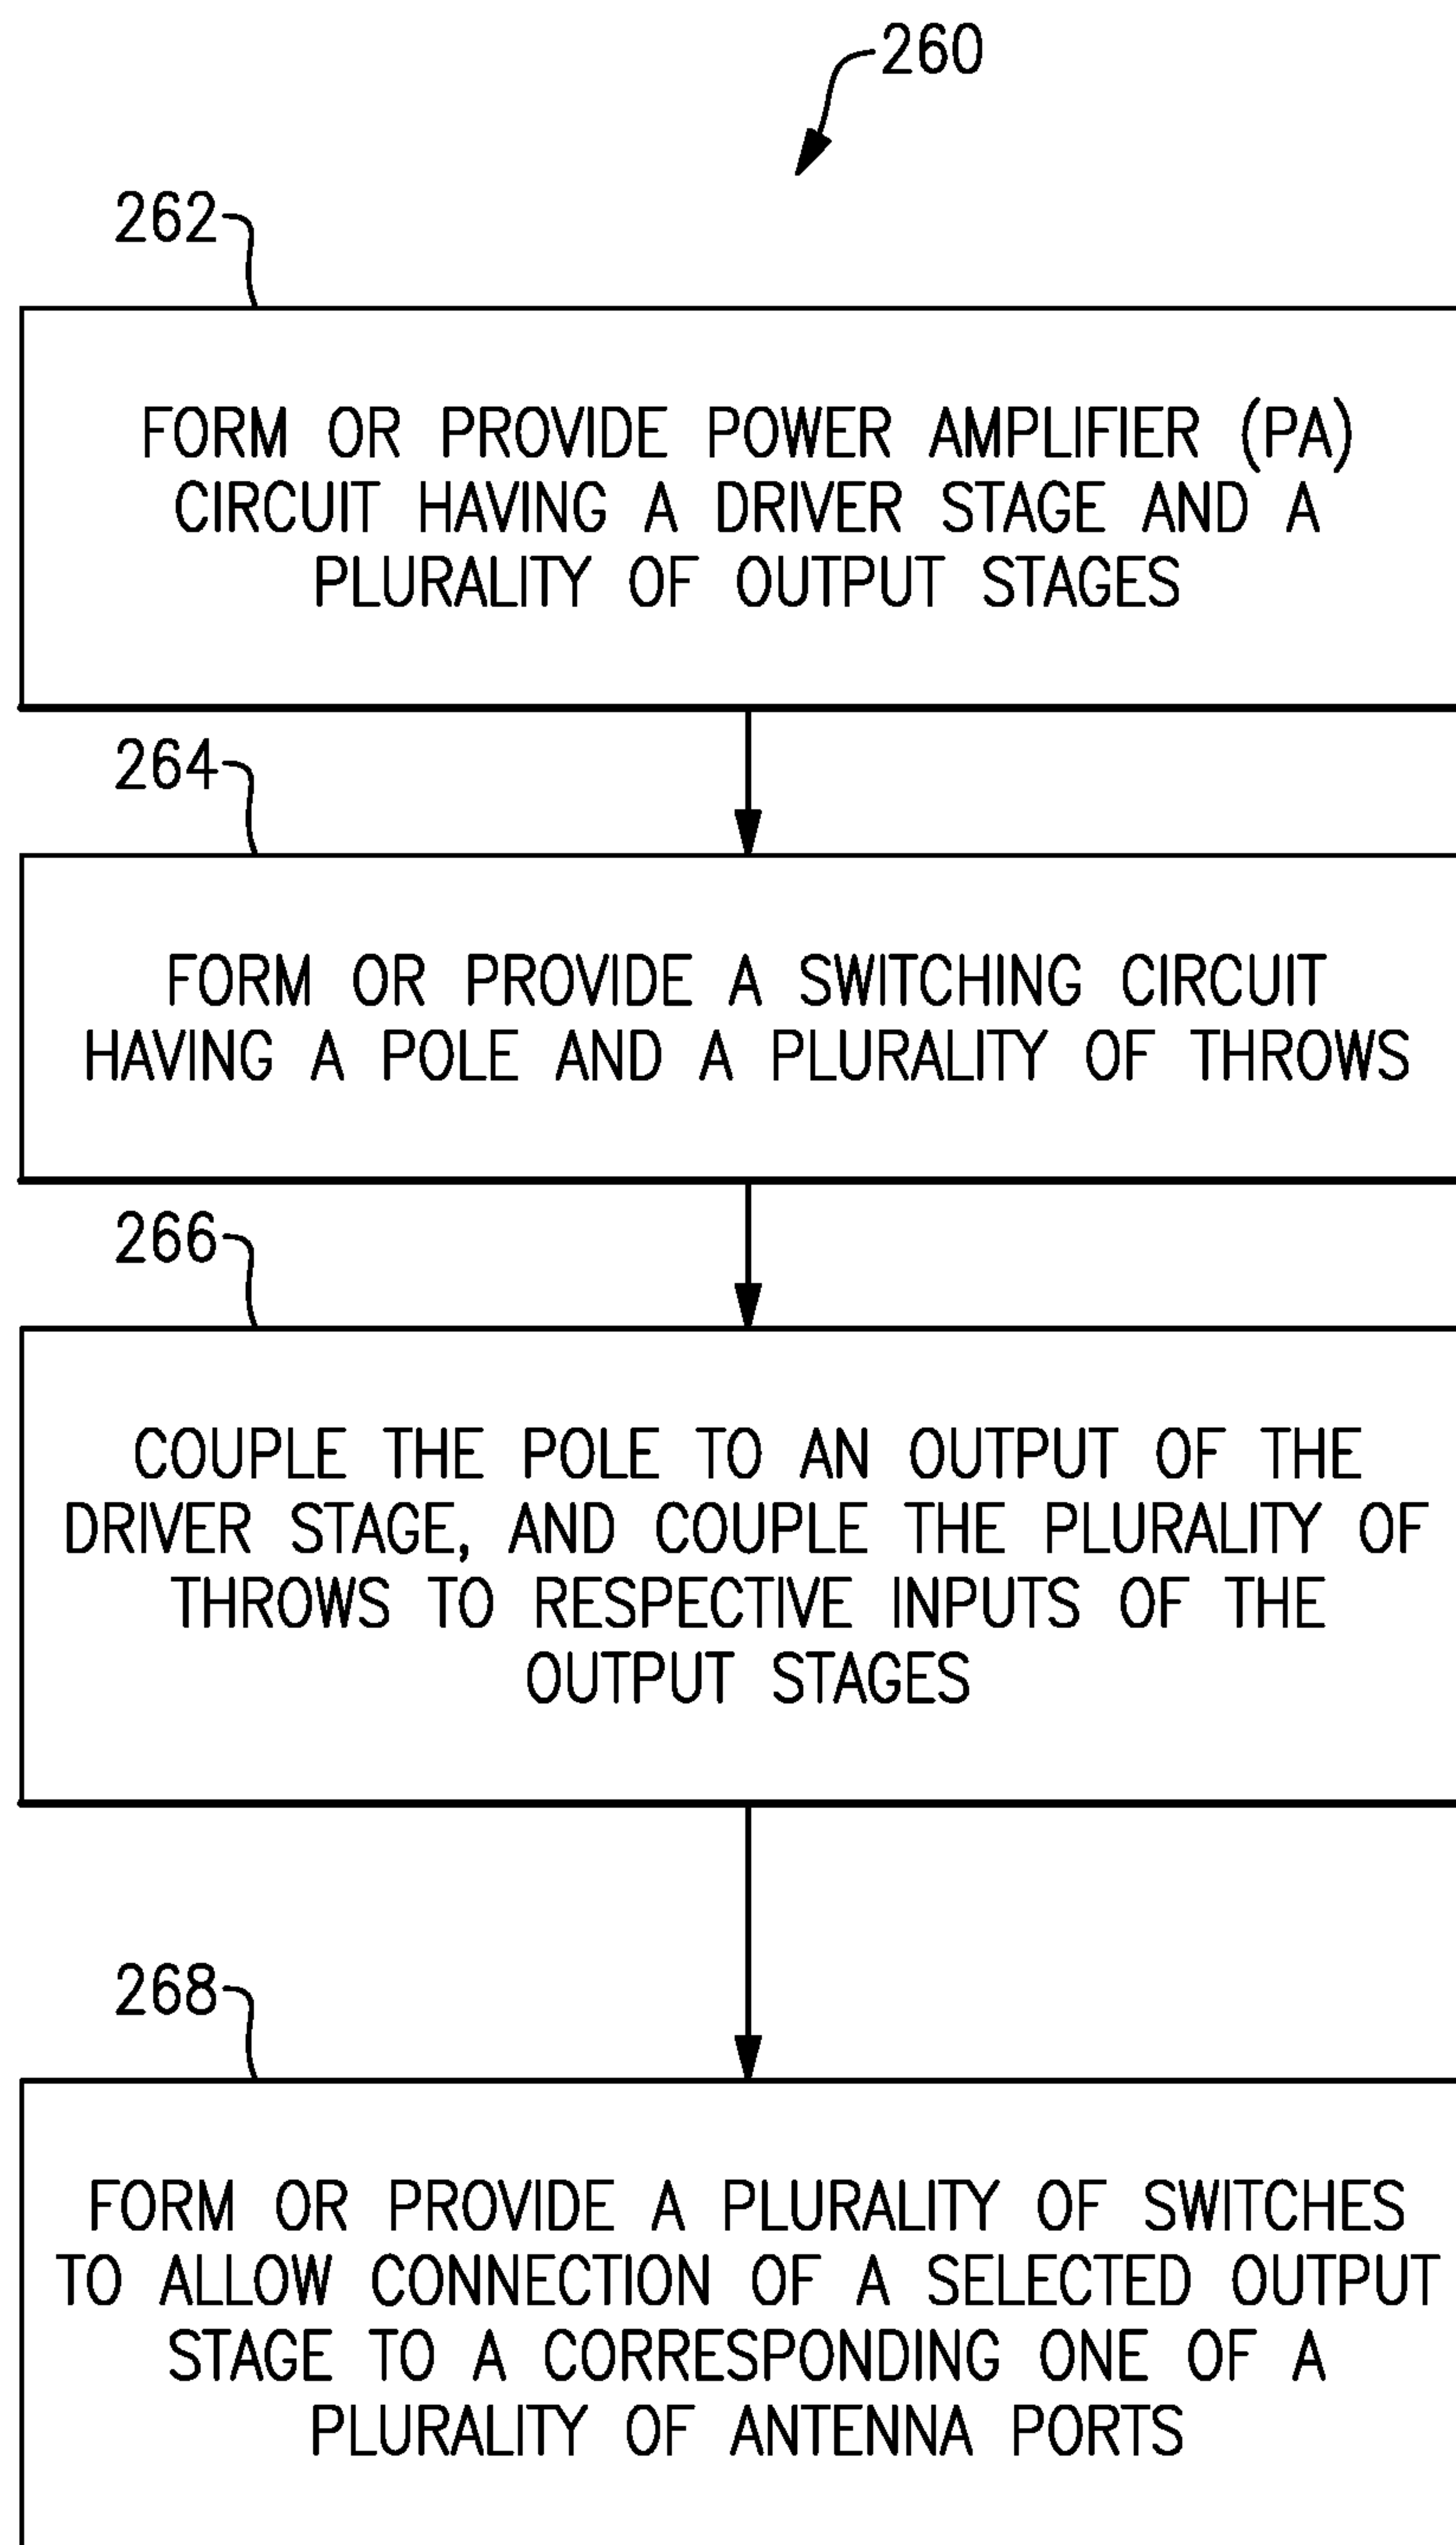 260
262
FORM OR PROVIDE POWER AMPLIFIER (PA)
CIRCUIT HAVING A DRIVER STAGE AND A
PLURALITY OF OUTPUT STAGES
264
FORM OR PROVIDE A SWITCHING CIRCUIT
HAVING A POLE AND A PLURALITY OF THROWS
266
COUPLE THE POLE TO AN OUTPUT OF THE
DRIVER STAGE, AND COUPLE THE PLURALITY OF
THROWS TO RESPECTIVE INPUTS OF THE
OUTPUT STAGES
268
FORM OR PROVIDE A PLURALITY OF SWITCHES
TO ALLOW CONNECTION OF A SELECTED OUTPUT
STAGE TO A CORRESPONDING ONE OF A
PLURALITY OF ANTENNA PORTS